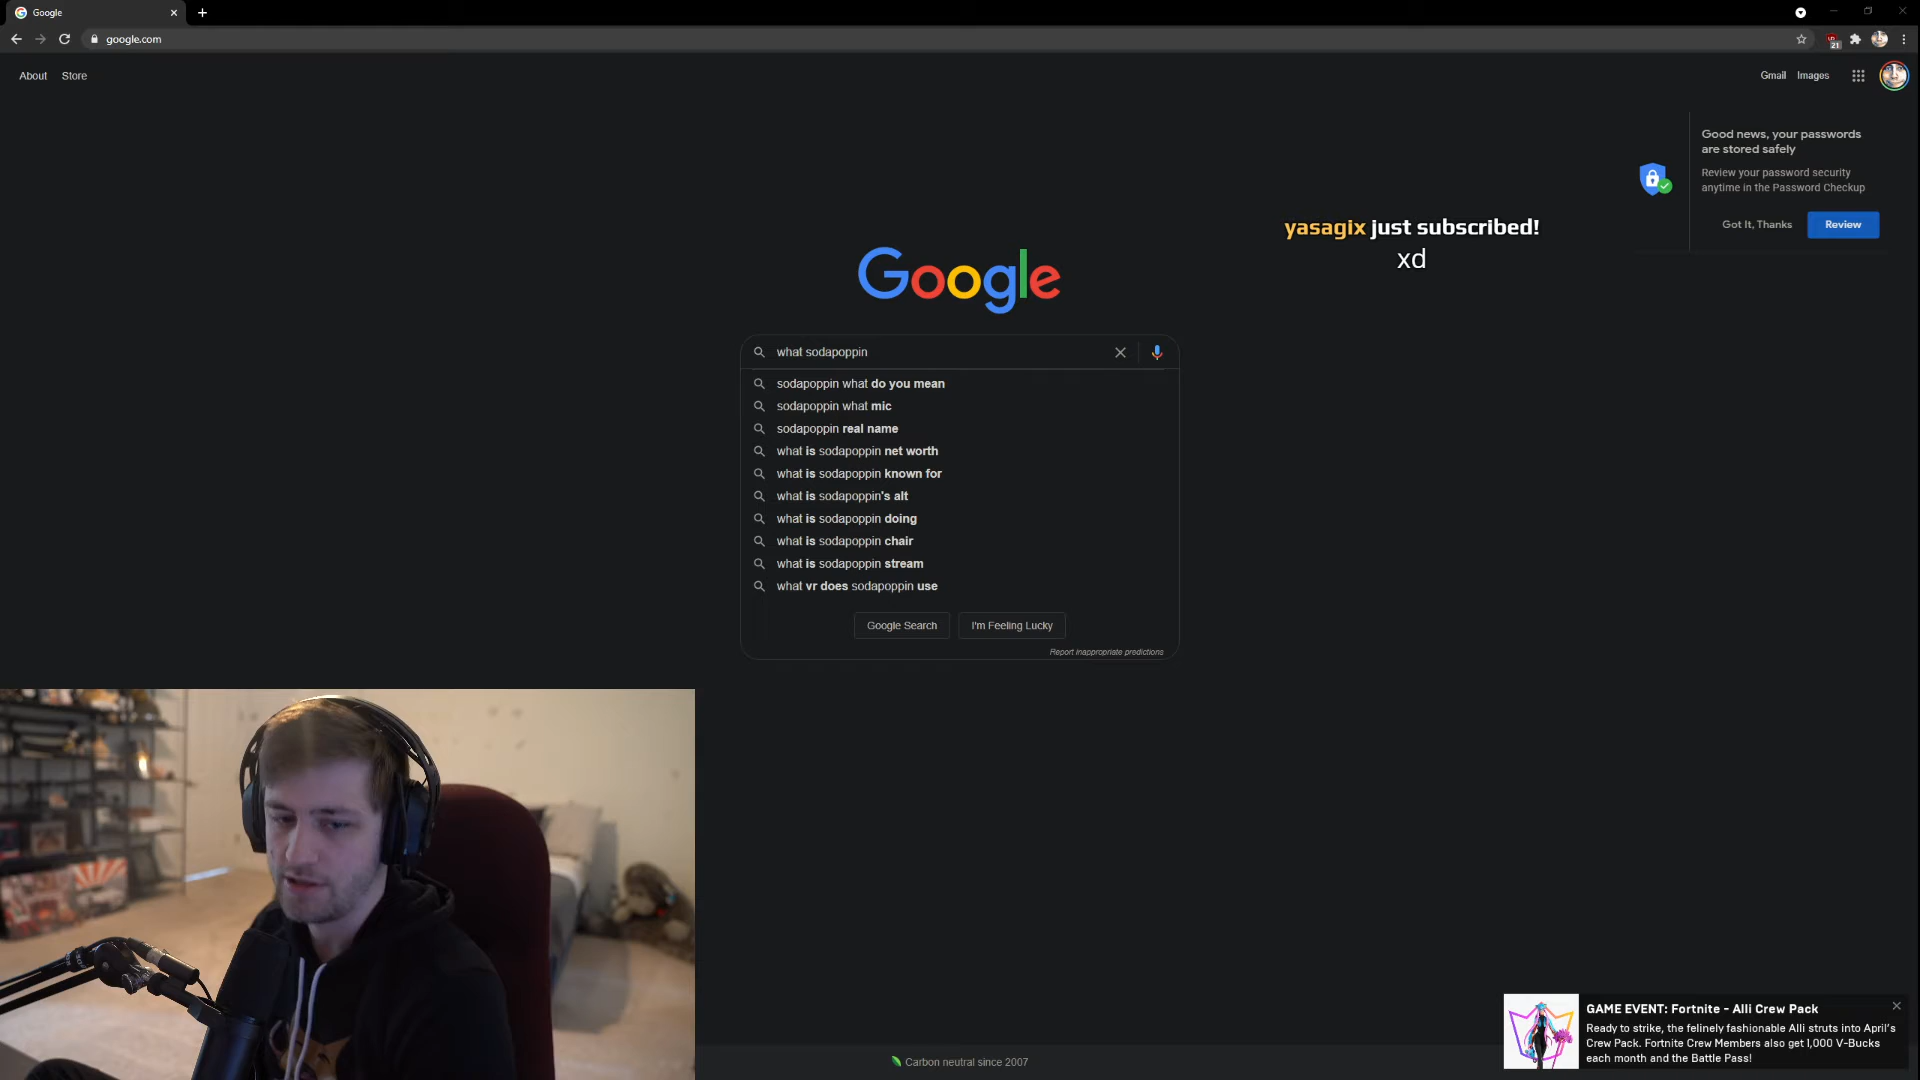 Google
google.com
About
Store
Gmail
Images
21
Good news, your passwords
are stored safely
Review your password security
anytime in the Password Checkup
Got It, Thanks
Review
yasagix just subscribed!
xd
Google
what sodapoppin
sodapoppin what do you mean
sodapoppin what mic
sodapoppin real name
what is sodapoppin net worth
what is sodapoppin known for
what is sodapoppin's alt
what is sodapoppin doing
what is sodapoppin chair
what is sodapoppin stream
what vr does sodapoppin use
Google Search
I'm Feeling Lucky
Report inappropriate predictions
GAME EVENT: Fortnite - Alli Crew Pack
Ready to strike, the felinely fashionable Alli struts into April's
Crew Pack. Fortnite Crew Members also get 1,000 V-Bucks
each month and the Battle Pass!
Carbon neutral since 2007